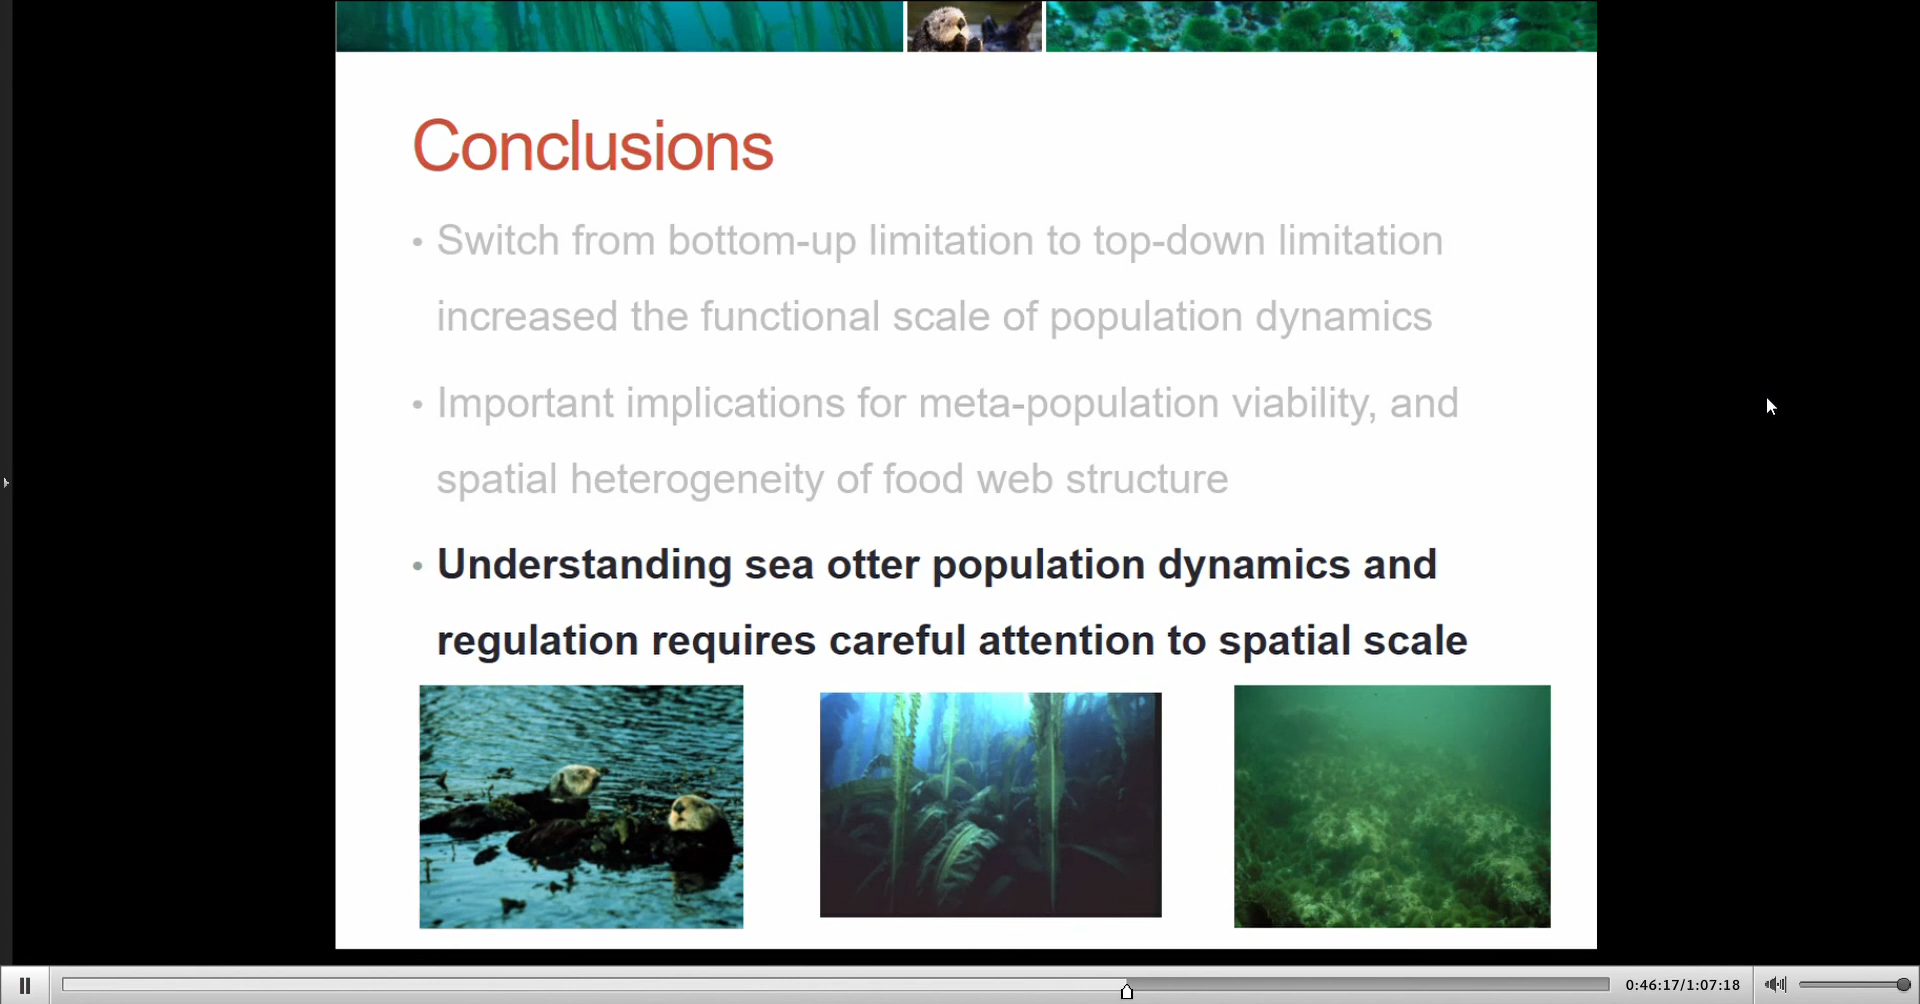 Conclusions
• Switch from bottom-up limitation to top-down limitation
increased the functional scale of population dynamics
• Important implications for meta-population viability, and
spatial heterogeneity of food web structure
• Understanding sea otter population dynamics and
regulation requires careful attention to spatial scale
0:46:17/1:07:18